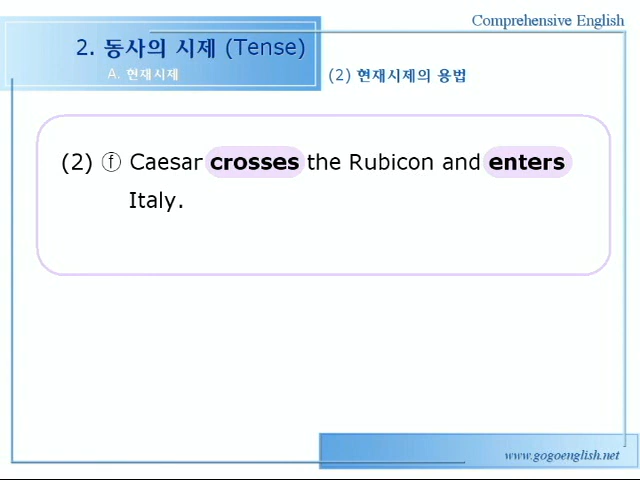 Comprehensive English
2. 동사의 시제 (Tense)
A. 현재시제
(2) 현재시제의 용법
(2) ⓕ Caesar crosses the Rubicon and enters
Italy.
www.gogoenglish.net